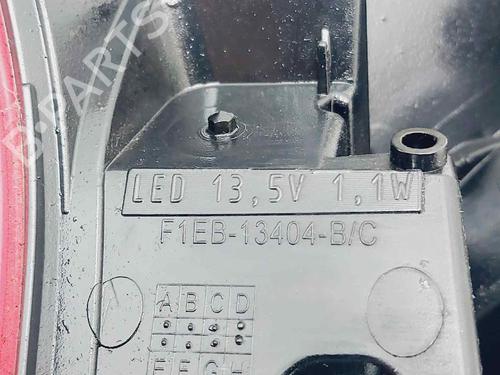 B-PARTS
LED 13,5V 1,1W
F1EB-13404-B/C
A B C D
E F G H